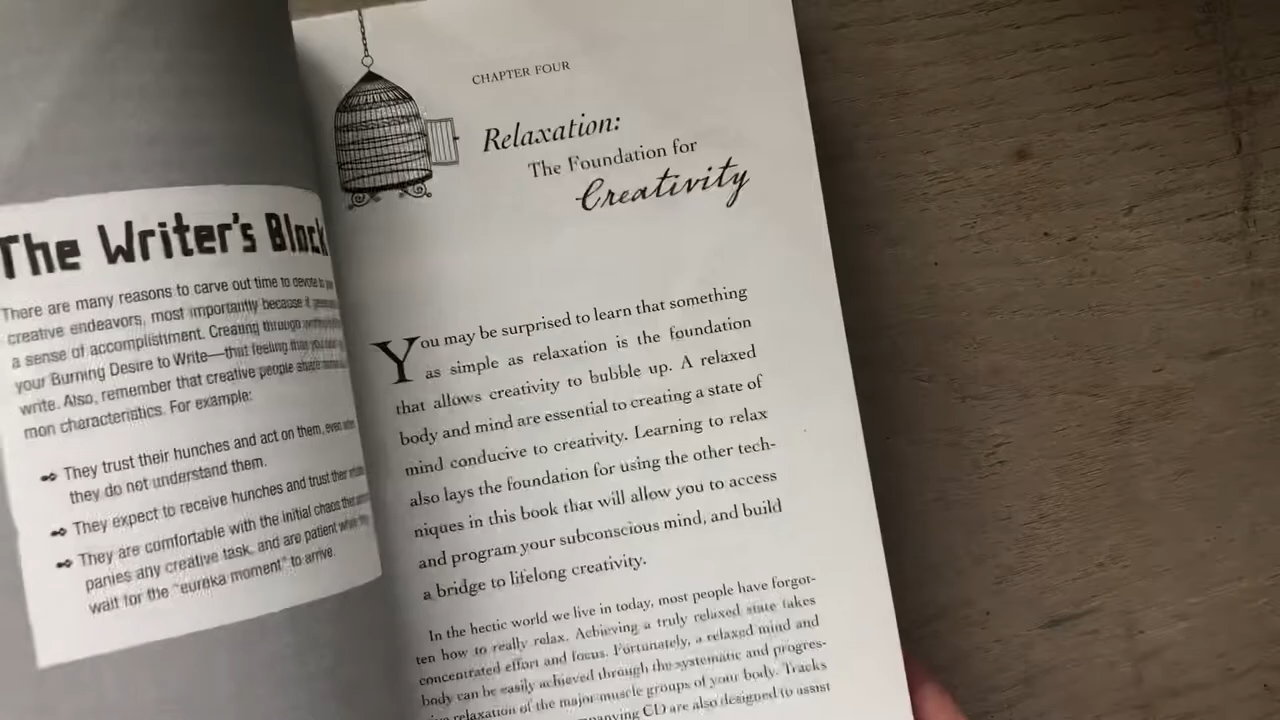 The Writer's Block
There are many reasons to carve out time to devote to
creative endeavors, most importantly because it
a sense of accomplishment. Creating through
your Burning Desire to Write—that feeling that
write. Also, remember that creative people share
mon characteristics. For example:
They trust their hunches and act on them, even
they do not understand them.
They expect to receive hunches and trust their
They are comfortable with the initial chaos that
panies any creative task, and are patient
wait for the "eureka moment" to arrive.
CHAPTER FOUR
Relaxation:
The Foundation for
Creativity
You may be surprised to learn that something
as simple as relaxation is the foundation
that allows creativity to bubble up. A relaxed
body and mind are essential to creating a state of
mind conducive to creativity. Learning to relax
also lays the foundation for using the other tech-
niques in this book that will allow you to access
and program your subconscious mind, and build
a bridge to lifelong creativity.
In the hectic world we live in today, most people have forgot-
ten how to really relax. Achieving a truly relaxed state takes
concentrated effort and focus. Fortunately, a relaxed mind and
body can be easily achieved through the systematic and progres-
relaxation of the major muscle groups of your body. Tracks
CD are also designed to assist